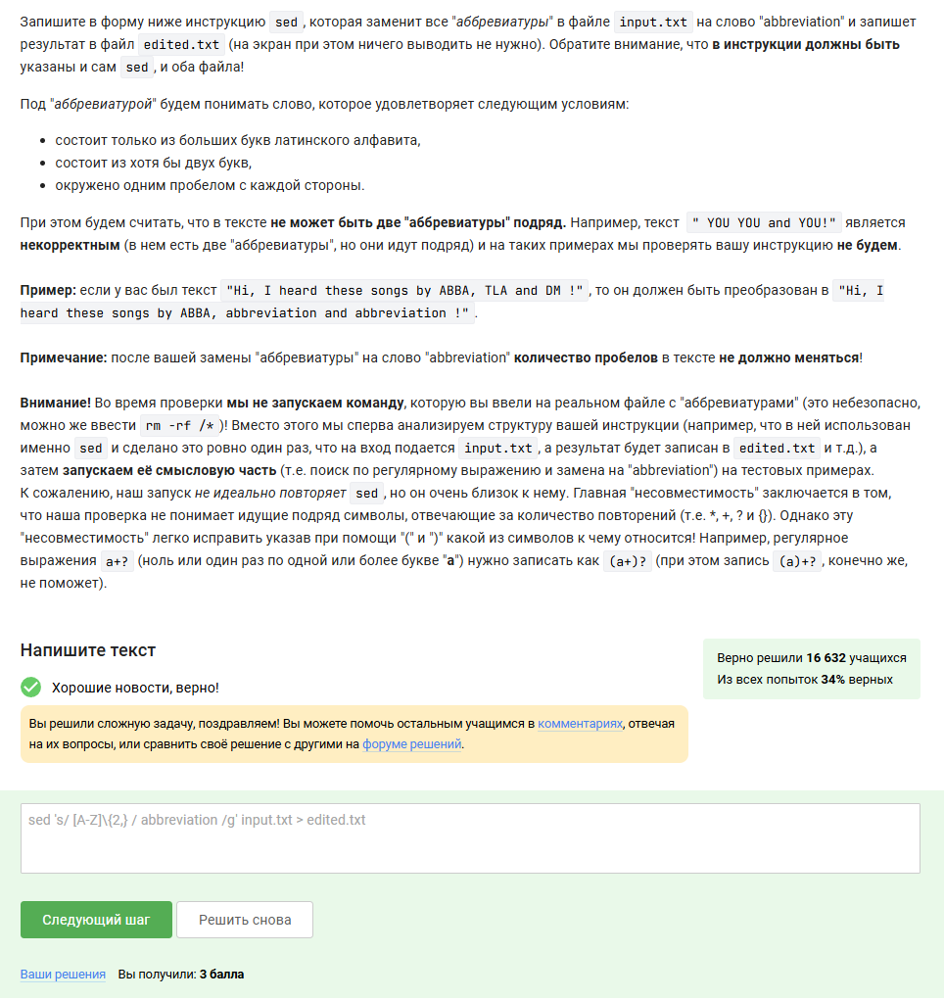 Запишите в форму ниже инструкцию sed, которая заменит все "аббревиатуры" в файле input.txt на слово "abbreviation" и запишет
результат в файл edited.txt (на экран при этом ничего выводить не нужно). Обратите внимание, что в инструкции должны быть
указаны и сам sed, и оба файла!
Под "аббревиатурой" будем понимать слово, которое удовлетворяет следующим условиям:
• состоит только из больших букв латинского алфавита,
• состоит из хотя бы двух букв,
• окружено одним пробелом с каждой стороны.
При этом будем считать, что в тексте не может быть две "аббревиатуры" подряд. Например, текст " YOU YOU and YOU!" является
некорректным (в нем есть две "аббревиатуры", но они идут подряд) и на таких примерах мы проверять вашу инструкцию не будем.
Пример: если у вас был текст "Hi, I heard these songs by ABBA, TLA and DM !", то он должен быть преобразован в "Hi, I
heard these songs by ABBA, abbreviation and abbreviation !".
Примечание: после вашей замены "аббревиатуры" на слово "abbreviation" количество пробелов в тексте не должно меняться!
Внимание! Во время проверки мы не запускаем команду, которую вы ввели на реальном файле с "аббревиатурами" (это небезопасно,
можно же ввести rm -rf /*)! Вместо этого мы сперва анализируем структуру вашей инструкции (например, что в ней использован
именно sed и сделано это ровно один раз, что на вход подается input.txt, а результат будет записан в edited.txt и т.д.), а
затем запускаем её смысловую часть (т.е. поиск по регулярному выражению и замена на "abbreviation") на тестовых примерах.
К сожалению, наш запуск не идеально повторяет sed, но он очень близок к нему. Главная "несовместимость" заключается в том,
что наша проверка не понимает идущие подряд символы, отвечающие за количество повторений (т.е. *, +, ? и {}). Однако эту
"несовместимость" легко исправить указав при помощи "(" и ")" какой из символов к чему относится! Например, регулярное
выражения a+? (ноль или один раз по одной или более букве "a") нужно записать как (a+)? (при этом запись (a)+?, конечно же,
не поможет).
Напишите текст
Верно решили 16 632 учащихся
Из всех попыток 34% верных
Хорошие новости, верно!
Вы решили сложную задачу, поздравляем! Вы можете помочь остальным учащимся в комментариях, отвечая
на их вопросы, или сравнить своё решение с другими на форуме решений.
sed 's/ [A-Z]\{2,} / abbreviation /g' input.txt > edited.txt
Следующий шаг Решить снова
Ваши решения Вы получили: 3 балла